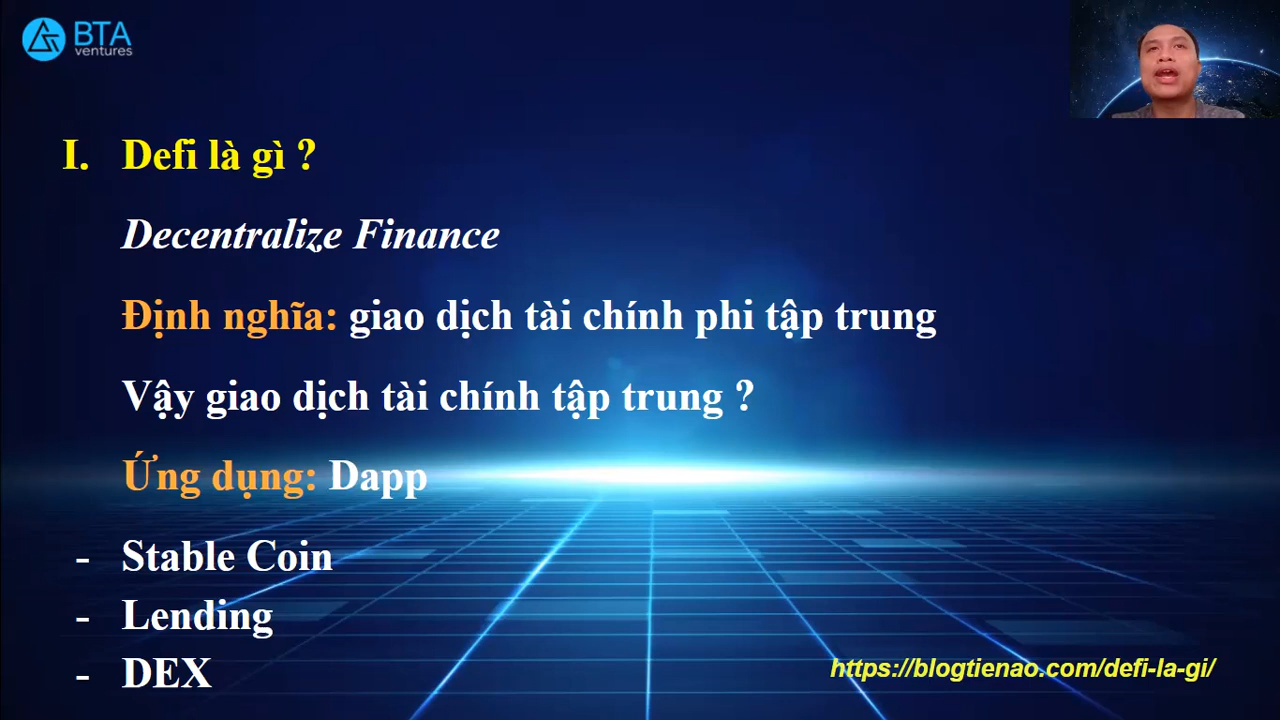 BTA
ventures
I. Defi là gì ?
Decentralize Finance
Định nghĩa: giao dịch tài chính phi tập trung
Vậy giao dịch tài chính tập trung ?
Ứng dụng: Dapp
- Stable Coin
- Lending
- DEX
https://blogtienao.com/defi-la-gi/